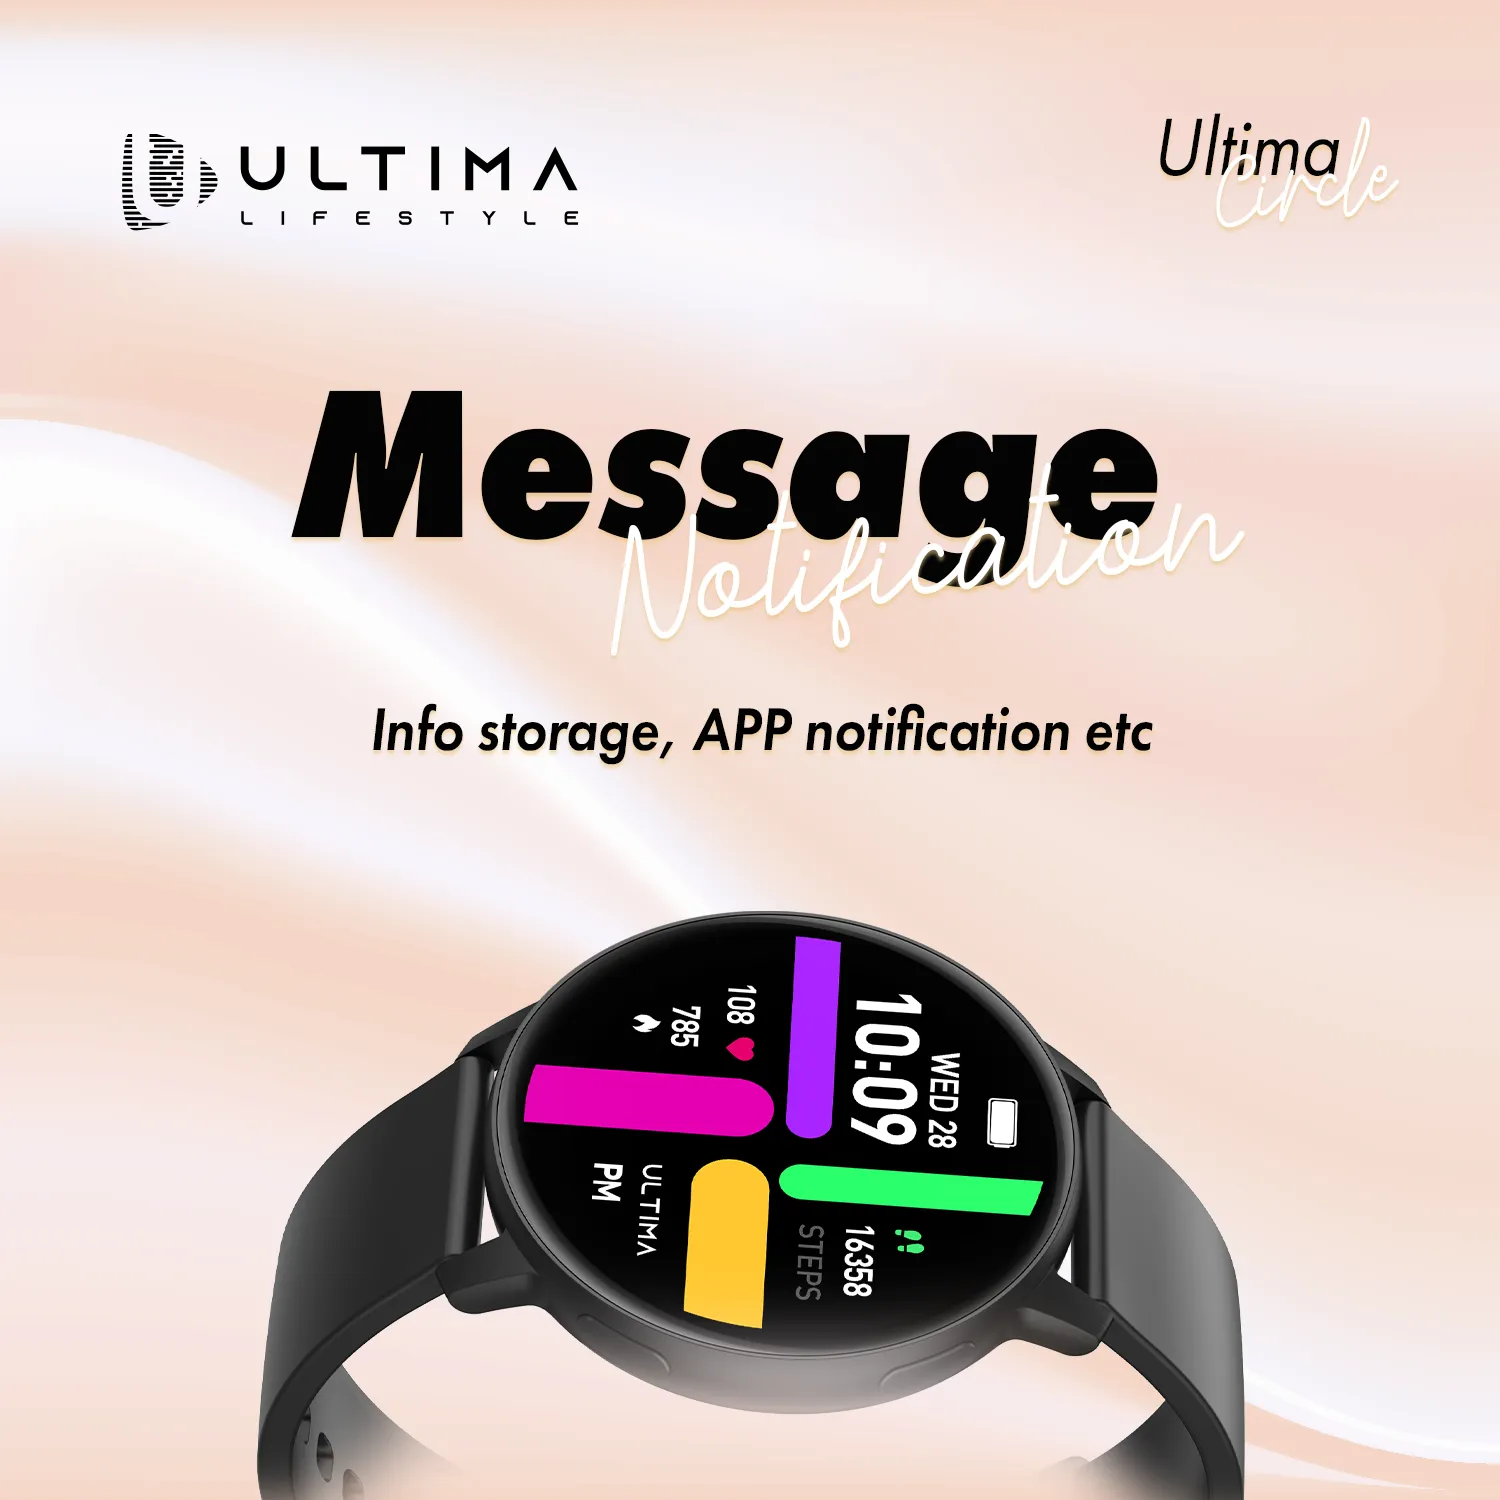 ULTIMA
LIFESTYLE
Ultima
Circle
Message
Notification
Info storage, APP notification etc
WED 28
10:09
108
785
16358
STEPS
ULTIMA
PM